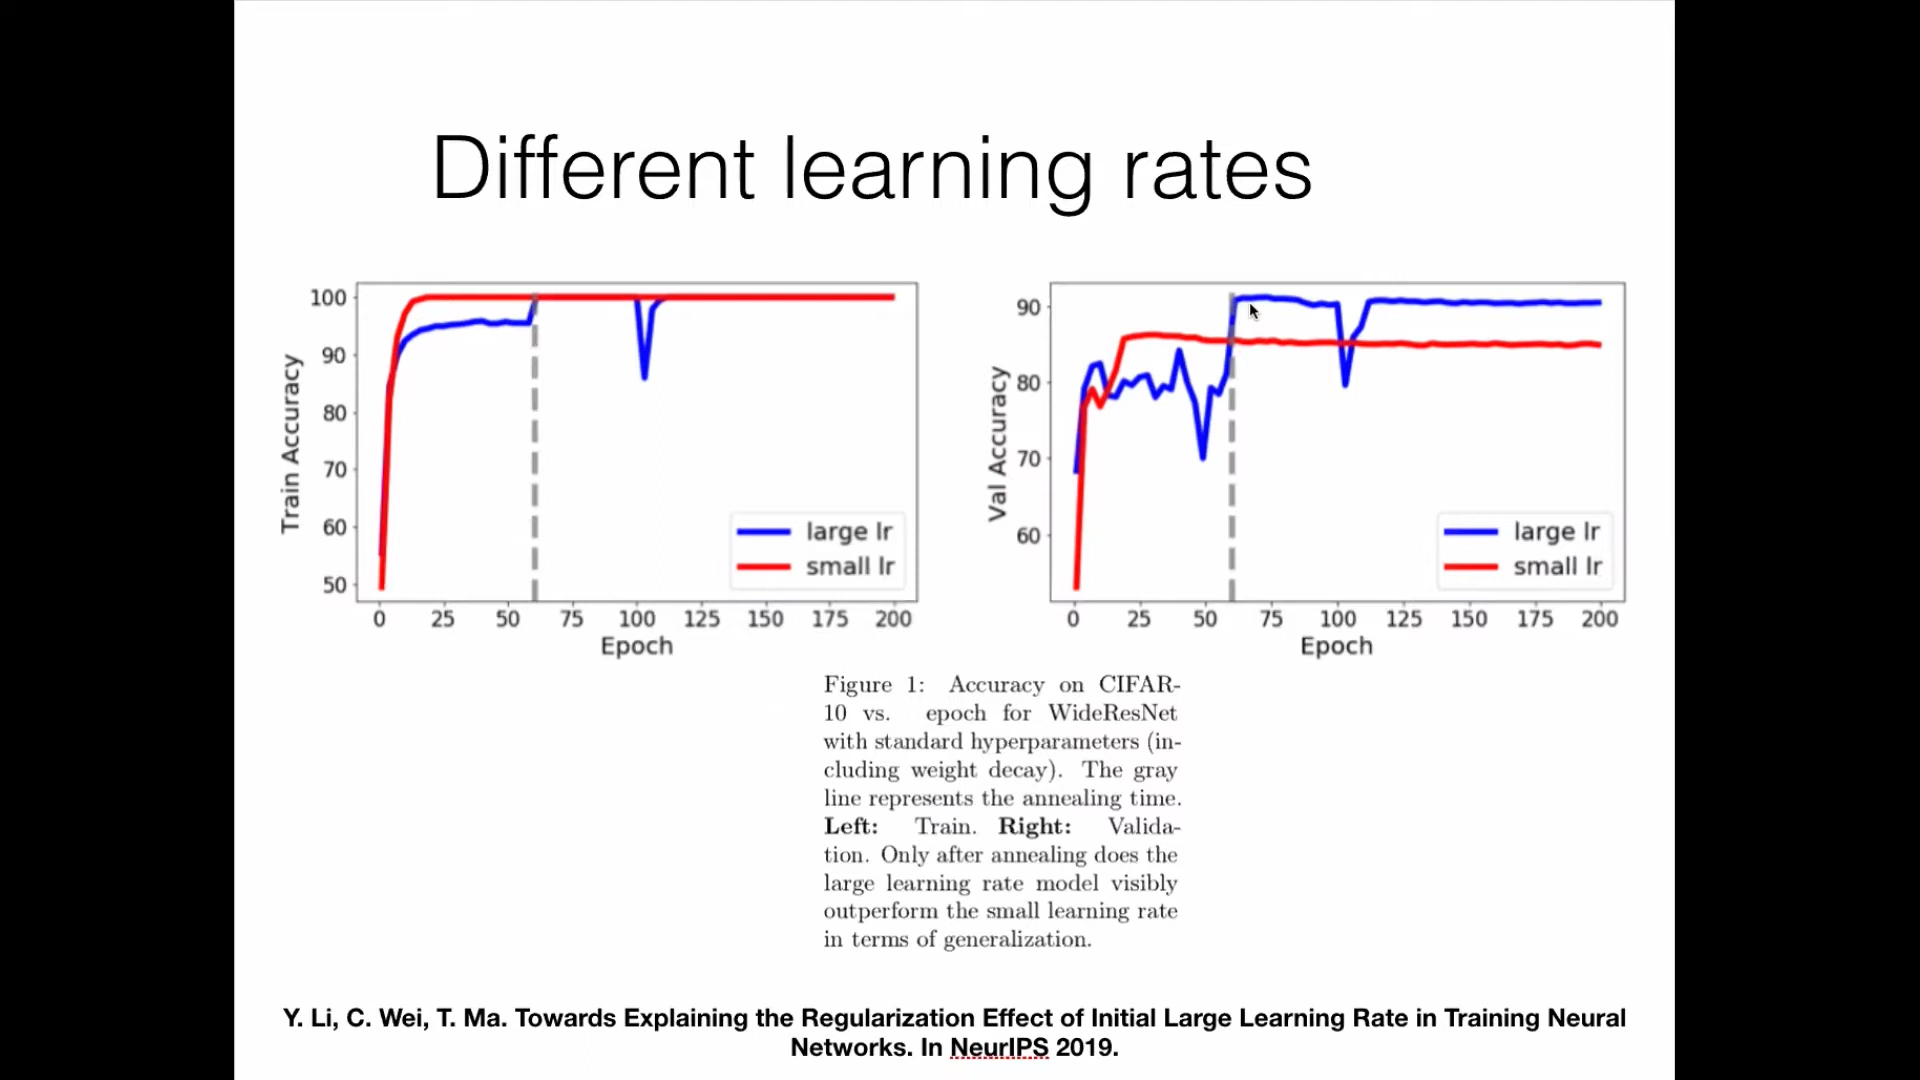 Different learning rates
100
90
80
70
60
50
Train Accuracy
large lr
small lr
0 25 50 75 100 125 150 175 200
Epoch
90
80
70
60
Val Accuracy
large lr
small lr
0 25 50 75 100 125 150 175 200
Epoch
Figure 1: Accuracy on CIFAR-
10 vs. epoch for WideResNet
with standard hyperparameters (in-
cluding weight decay). The gray
line represents the annealing time.
Left: Train. Right: Valida-
tion. Only after annealing does the
large learning rate model visibly
outperform the small learning rate
in terms of generalization.
Y. Li, C. Wei, T. Ma. Towards Explaining the Regularization Effect of Initial Large Learning Rate in Training Neural
Networks. In NeurIPS 2019.